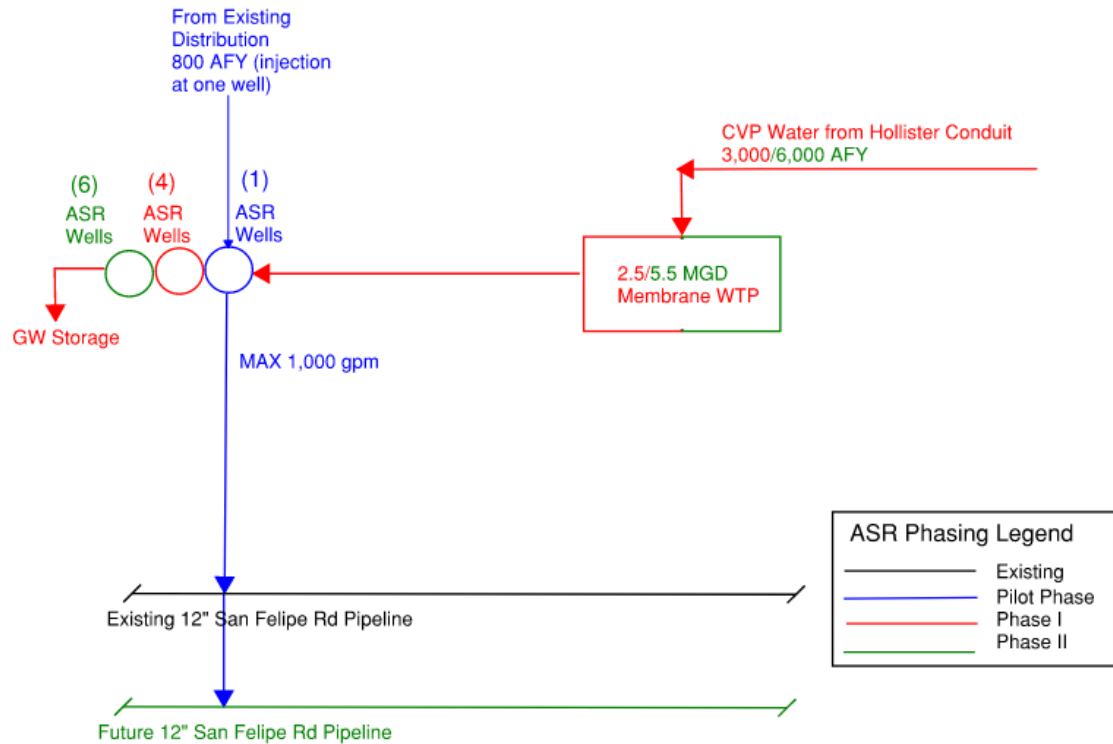 From Existing
Distribution
800 AFY (injection
at one well)
CVP Water from Hollister Conduit
3,000/6,000 AFY
(6)
ASR
Wells
(4)
ASR
Wells
(1)
ASR
Wells
2.5/5.5 MGD
Membrane WTP
GW Storage
MAX 1,000 gpm
ASR Phasing Legend
Existing
Pilot Phase
Phase I
Phase II
Existing 12" San Felipe Rd Pipeline
Future 12" San Felipe Rd Pipeline